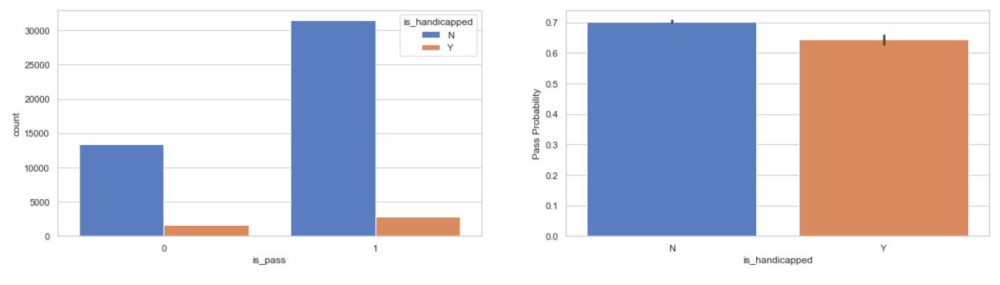 is_handicapped
N
Y
30000
25000
20000
15000
10000
5000
0
count
0 1
is_pass
0.7
0.6
0.5
0.4
0.3
0.2
0.1
0.0
Pass Probability
N Y
is_handicapped